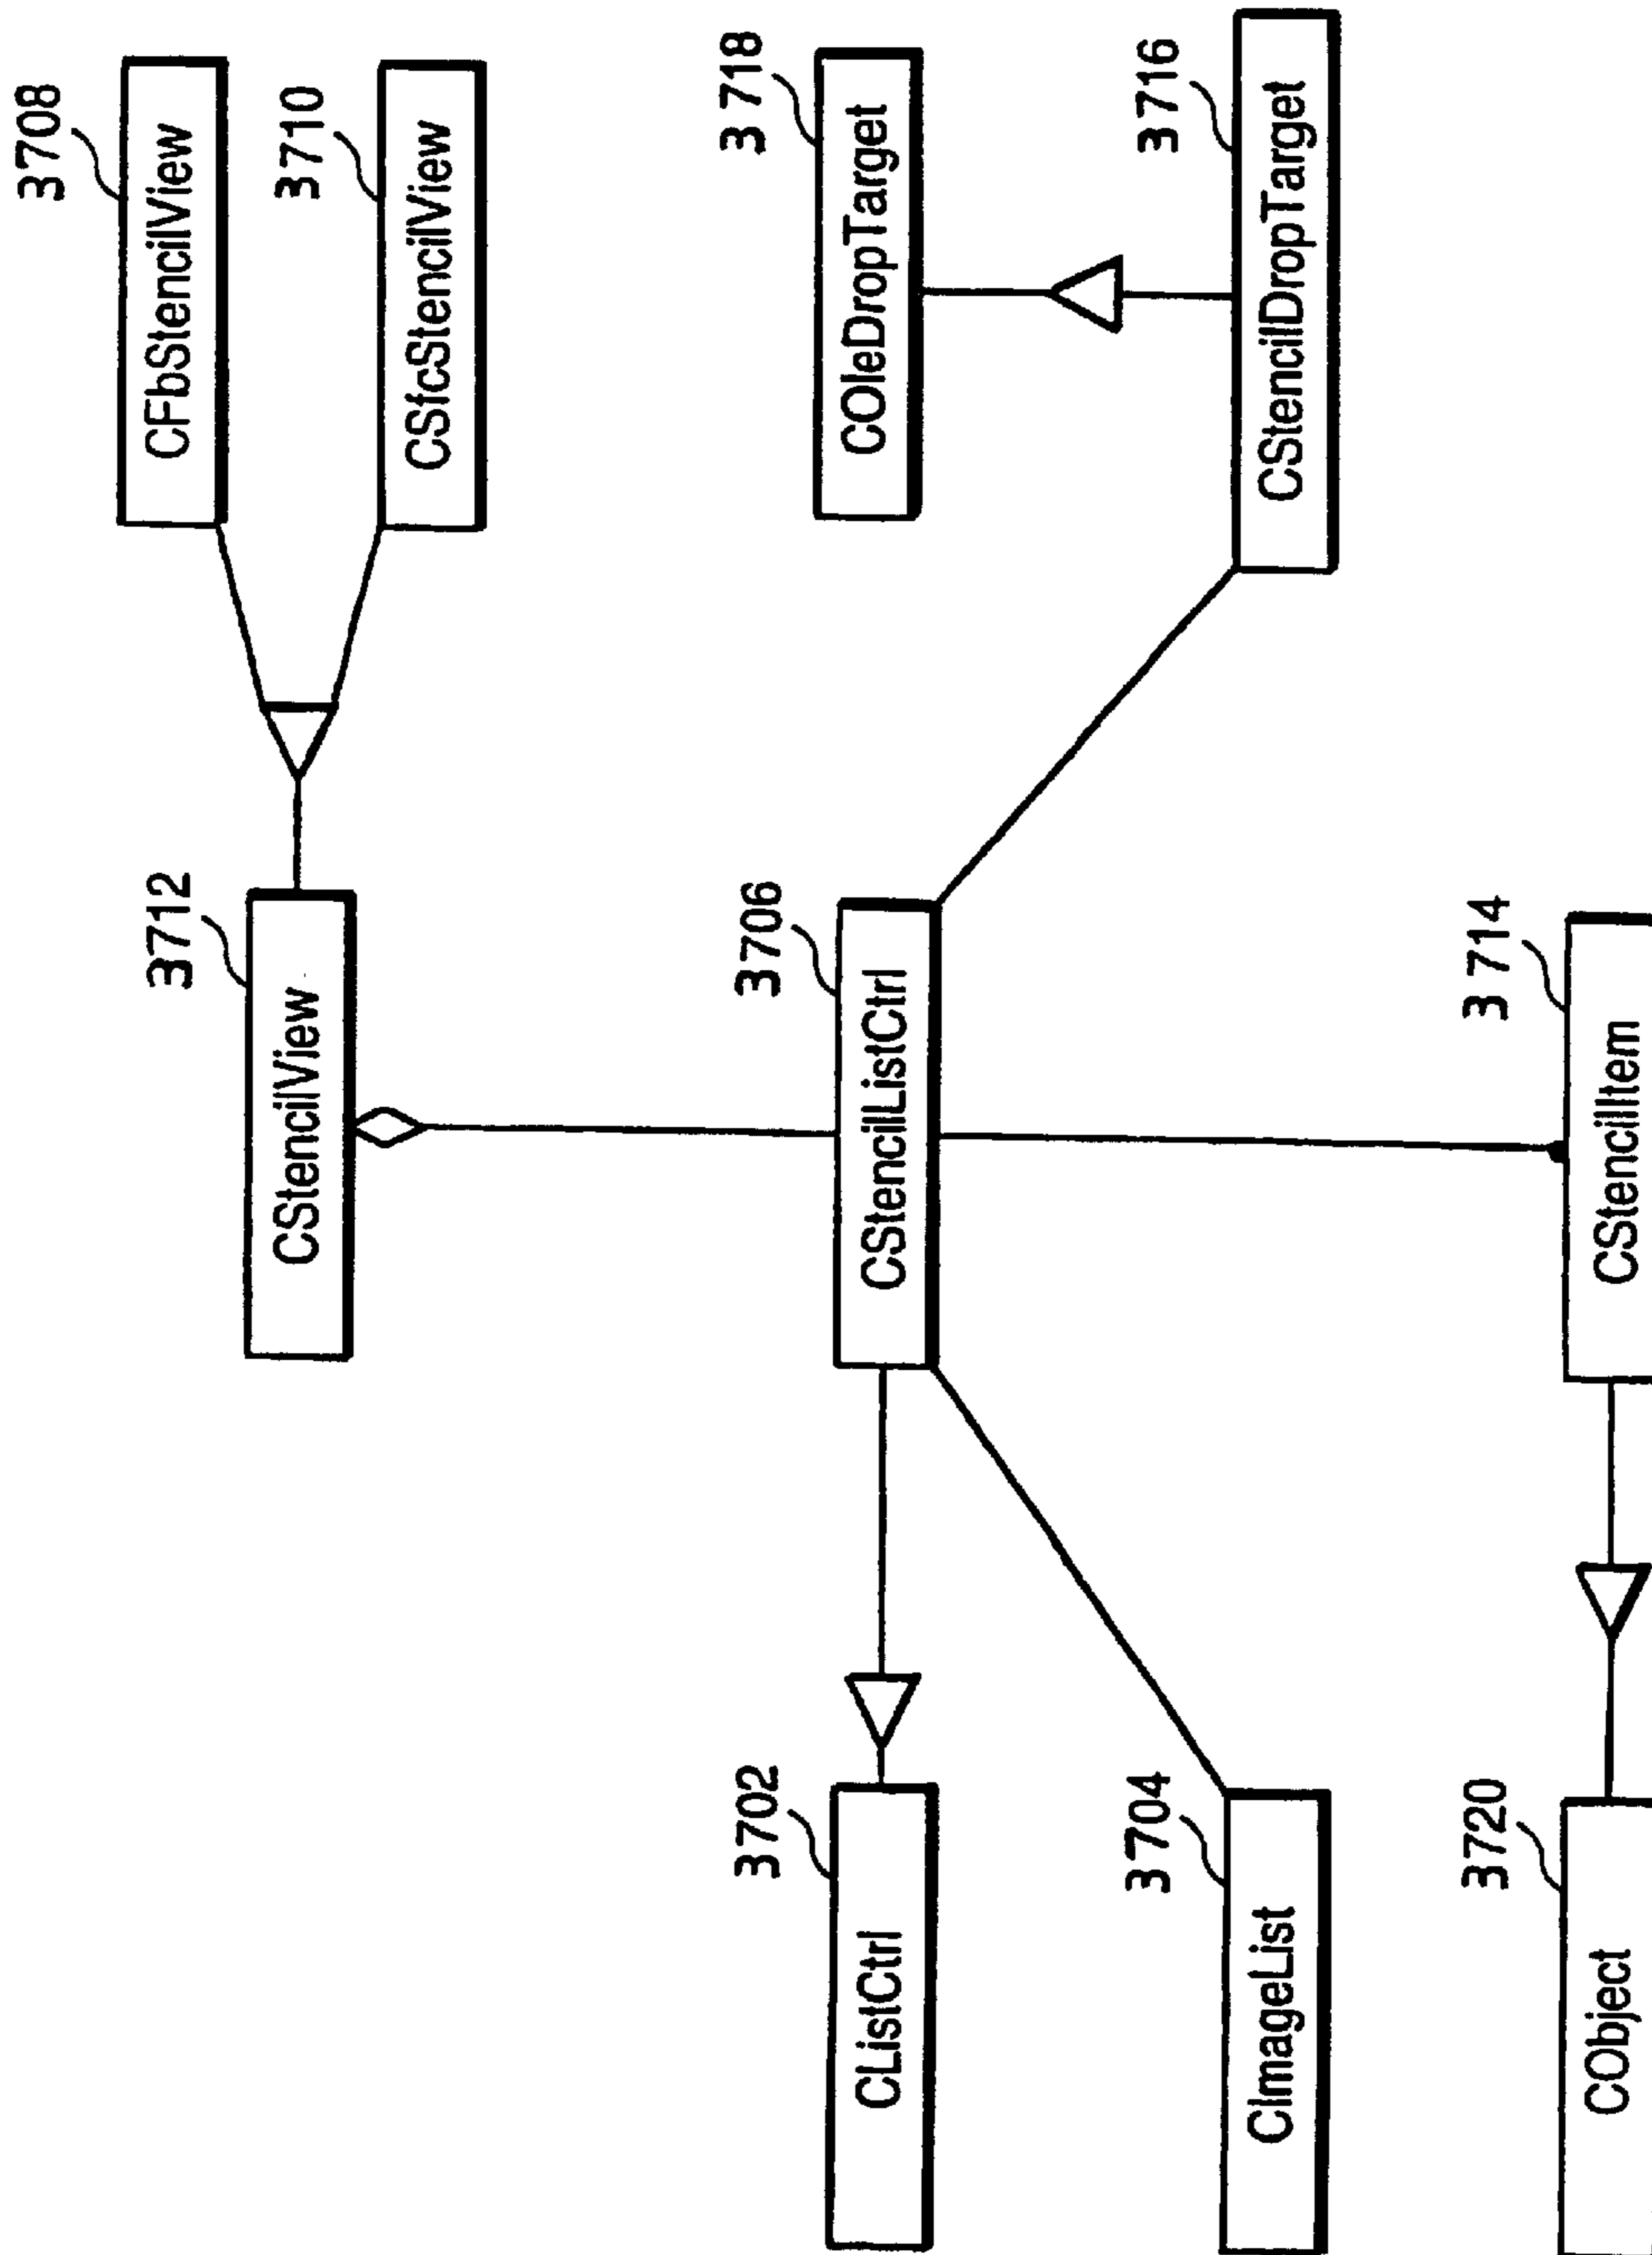 3708
CFbStencilView
3712
CStencilView
3710
CSfcStencilView
3702
3706
3718
CListCtrl
CStencilListCtrl
COleDropTarget
3704
3716
CImageList
CStencilDropTarget
3720
3714
CObject
CStencilItem